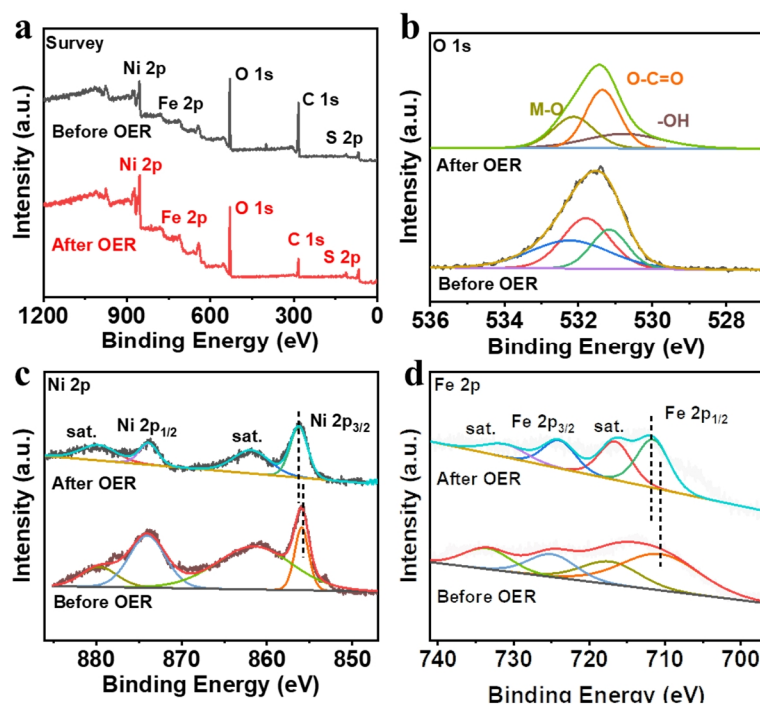 a
Survey
Ni 2p
Fe 2p
O 1s
C 1s
S 2p
Before OER
Ni 2p
Fe 2p
O 1s
C 1s
S 2p
After OER
Intensity (a.u.)
1200 900 600 300 0
Binding Energy (eV)
b
O 1s
O-C=O
M-O
-OH
After OER
Before OER
Intensity (a.u.)
536 534 532 530 528
Binding Energy (eV)
c
Ni 2p
sat.
Ni 2p1/2
sat.
Ni 2p3/2
After OER
Before OER
Intensity (a.u.)
880 870 860 850
Binding Energy (eV)
d
Fe 2p
sat.
Fe 2p3/2
sat.
Fe 2p1/2
After OER
Before OER
Intensity (a.u.)
740 730 720 710 700
Binding Energy (eV)